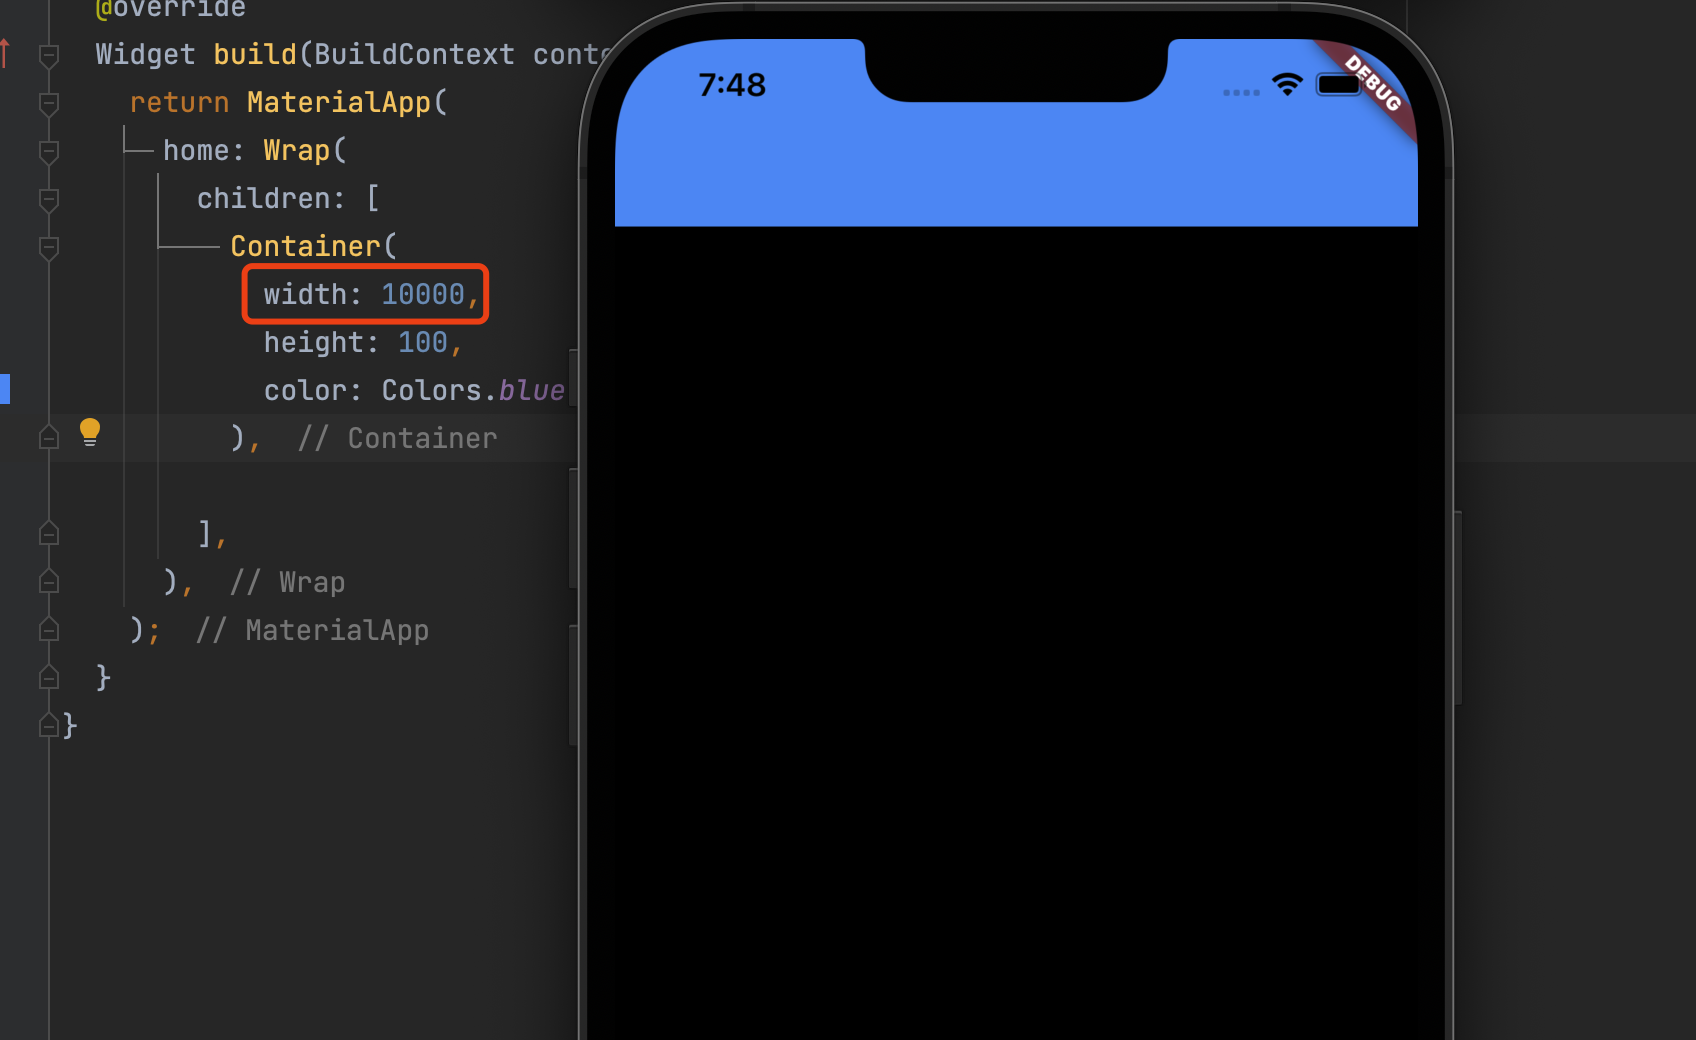 @override
Widget build(BuildContext conte
return MaterialApp(
home: Wrap(
children: [
Container(
width: 10000,
height: 100,
color: Colors.blue
), // Container
],
), // Wrap
); // MaterialApp
}
}
7:48
DEBUG